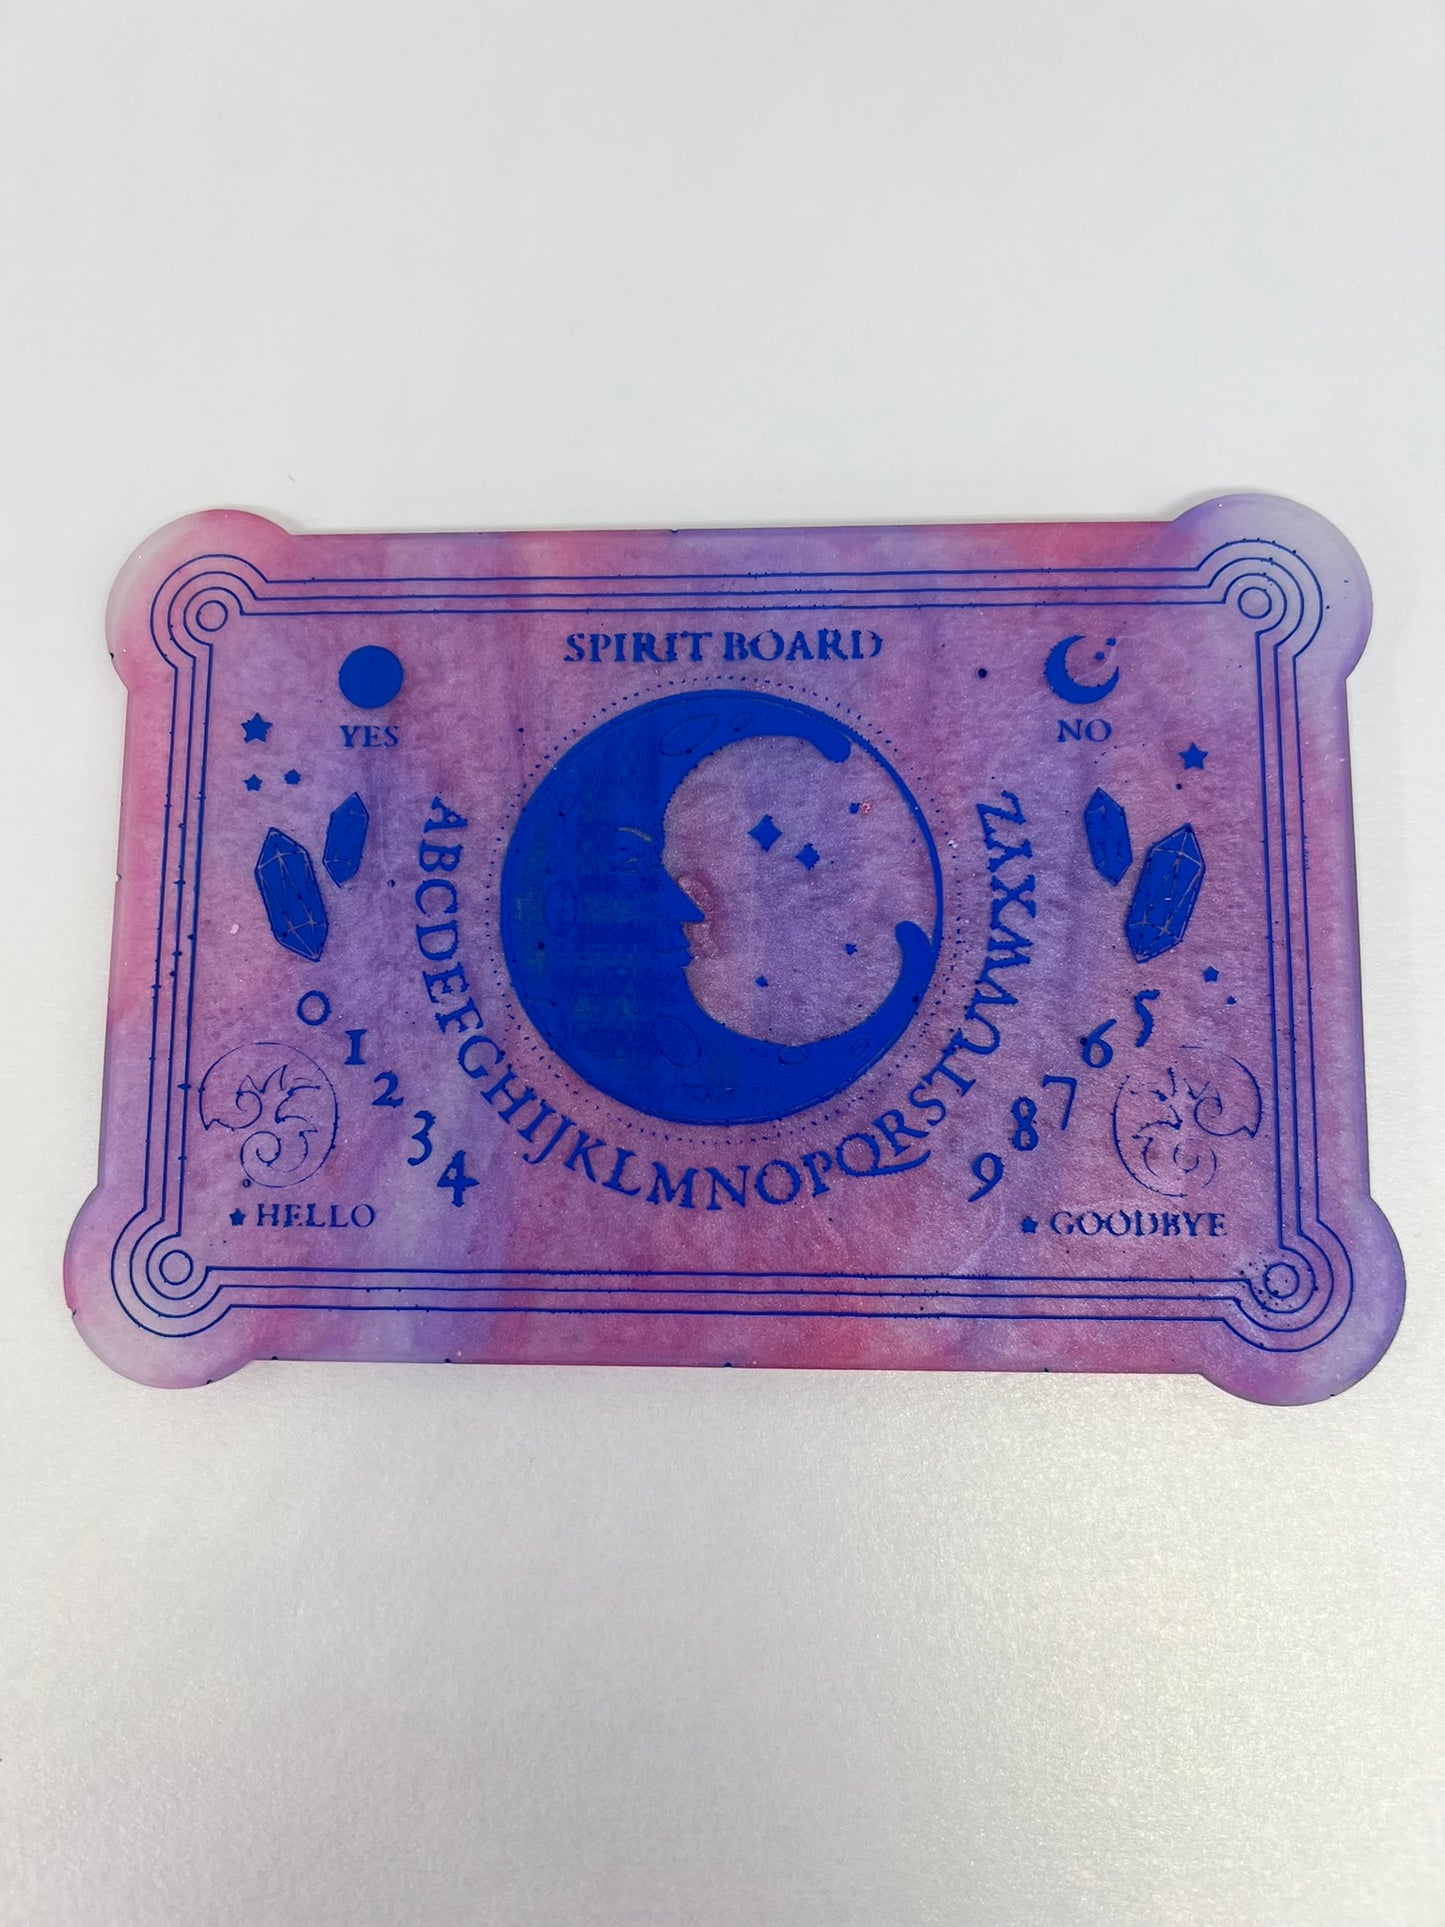 SPIRIT BOARD
YES
NO
ABCDEFGHIJKLMNOPQRSTUVWXYZ
0 1 2 3 4
5 6 7 8 9
HELLO
GOODBYE